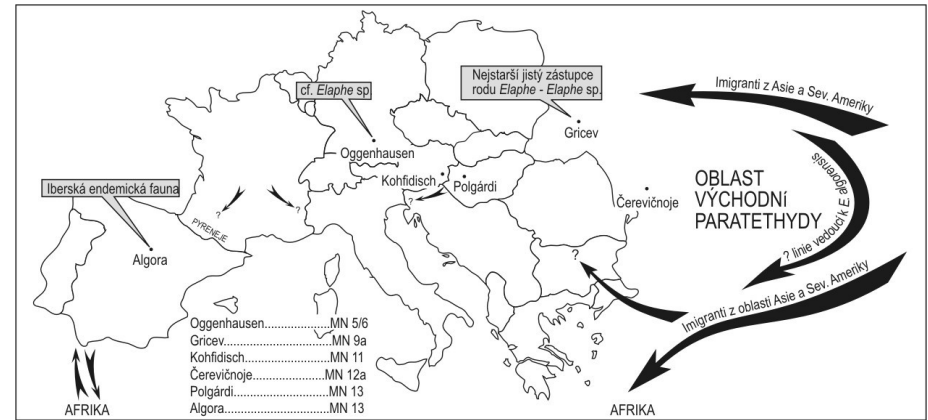 cf. Elaphe sp
Nejstarší jistý zástupce
rodu Elaphe - Elaphe sp.
Imigranti z Asie a Sev. Ameriky
Gricev
Oggenhausen
Kohfidisch
Polgárdi
OBLAST
VÝCHODNÍ
PARATETHYDY
? linie vedoucí k E. algorensis
Čerevičnoje
Iberská endemická fauna
?
?
?
PYRENEJE
Algora
?
Imigranti z oblasti Asie a Sev. Ameriky
Oggenhausen..............MN 5/6
Gricev...........................MN 9a
Kohfidisch.....................MN 11
Čerevičnoje..................MN 12a
Polgárdi........................MN 13
Algora...........................MN 13
AFRIKA
AFRIKA